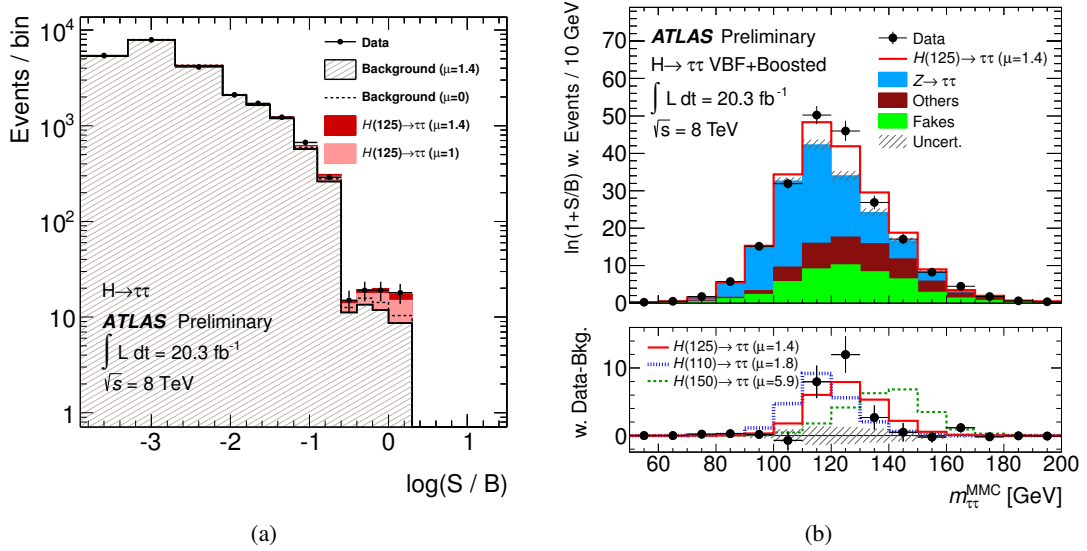 Events / bin
10⁴
10³
10²
10
1
Data
Background (μ=1.4)
Background (μ=0)
H(125)→ττ (μ=1.4)
H(125)→ττ (μ=1)
H→ττ
ATLAS Preliminary
∫ L dt = 20.3 fb⁻¹
√s = 8 TeV
-3 -2 -1 0 1
log(S / B)
(a)
ln(1+S/B) w. Events / 10 GeV
70
60
50
40
30
20
10
0
ATLAS Preliminary
H→ττ VBF+Boosted
∫ L dt = 20.3 fb⁻¹
√s = 8 TeV
Data
H(125)→ττ (μ=1.4)
Z→ττ
Others
Fakes
Uncert.
w. Data-Bkg.
10
0
H(125)→ττ (μ=1.4)
H(110)→ττ (μ=1.8)
H(150)→ττ (μ=5.9)
60 80 100 120 140 160 180 200
m_ττ^MMC [GeV]
(b)